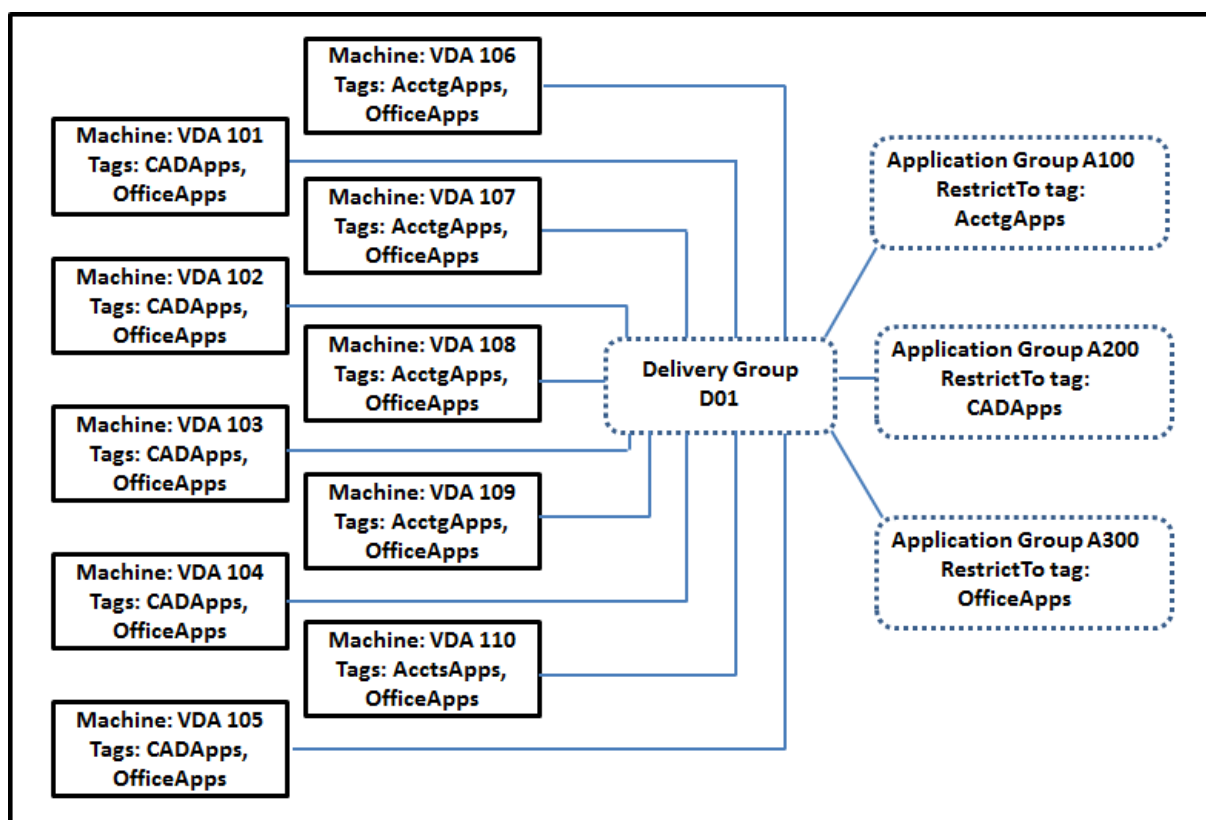 Machine: VDA 106
Tags: AcctgApps,
OfficeApps
Machine: VDA 101
Tags: CADApps,
OfficeApps
Machine: VDA 107
Tags: AcctgApps,
OfficeApps
Machine: VDA 102
Tags: CADApps,
OfficeApps
Machine: VDA 108
Tags: AcctgApps,
OfficeApps
Machine: VDA 103
Tags: CADApps,
OfficeApps
Machine: VDA 109
Tags: AcctgApps,
OfficeApps
Machine: VDA 104
Tags: CADApps,
OfficeApps
Machine: VDA 110
Tags: AcctsApps,
OfficeApps
Machine: VDA 105
Tags: CADApps,
OfficeApps
Delivery Group
D01
Application Group A100
RestrictTo tag:
AcctgApps
Application Group A200
RestrictTo tag:
CADApps
Application Group A300
RestrictTo tag:
OfficeApps